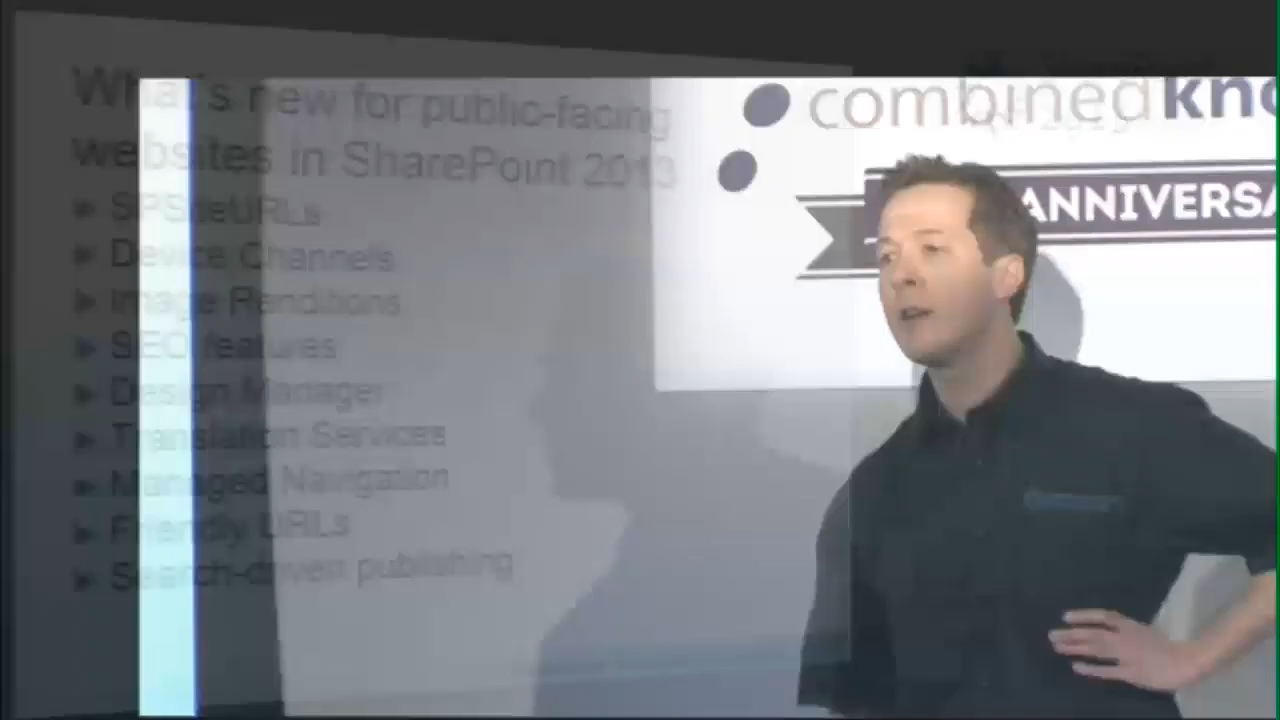 What's new for public-facing
websites in SharePoint 2013
SPSiteURLs
Device Channels
Image Renditions
SEO features
Design Manager
Translation Services
Managed Navigation
Friendly URLs
Search-driven publishing
combined kno
ANNIVERSA